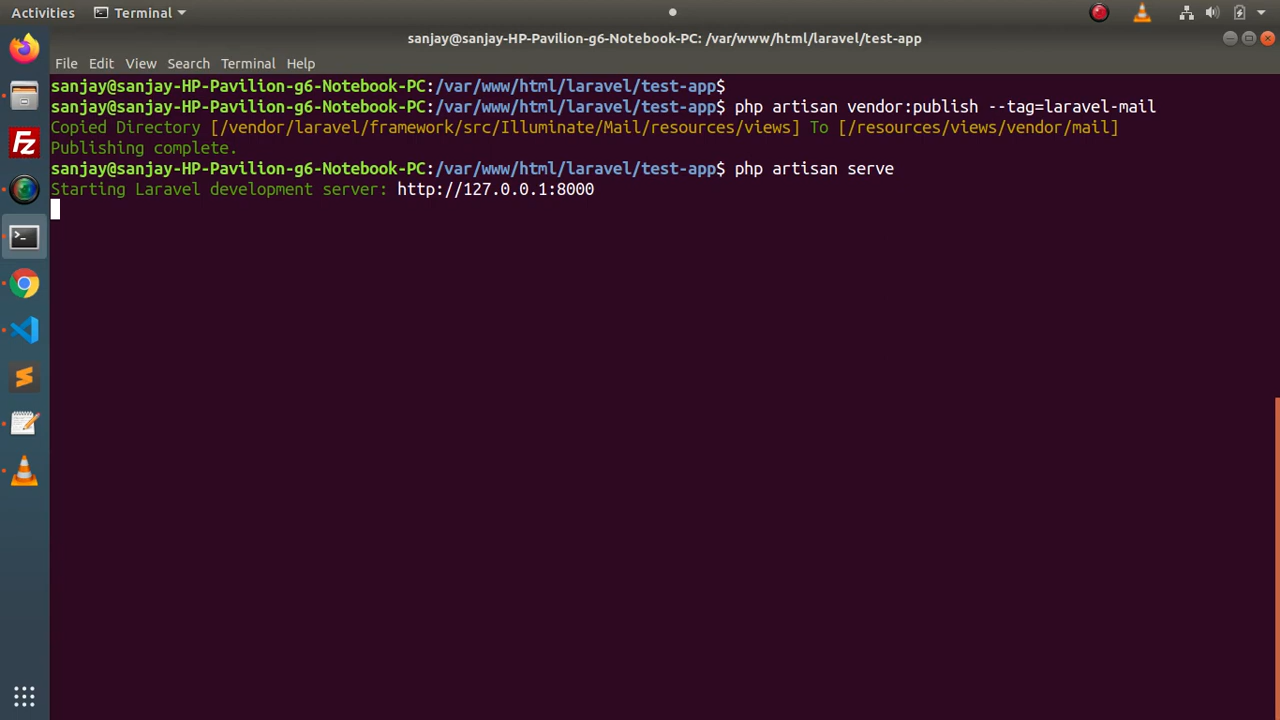 Activities Terminal
sanjay@sanjay-HP-Pavilion-g6-Notebook-PC: /var/www/html/laravel/test-app
File Edit View Search Terminal Help
sanjay@sanjay-HP-Pavilion-g6-Notebook-PC:/var/www/html/laravel/test-app$
sanjay@sanjay-HP-Pavilion-g6-Notebook-PC:/var/www/html/laravel/test-app$ php artisan vendor:publish --tag=laravel-mail
Copied Directory [/vendor/laravel/framework/src/Illuminate/Mail/resources/views] To [/resources/views/vendor/mail]
Publishing complete.
sanjay@sanjay-HP-Pavilion-g6-Notebook-PC:/var/www/html/laravel/test-app$ php artisan serve
Starting Laravel development server: http://127.0.0.1:8000